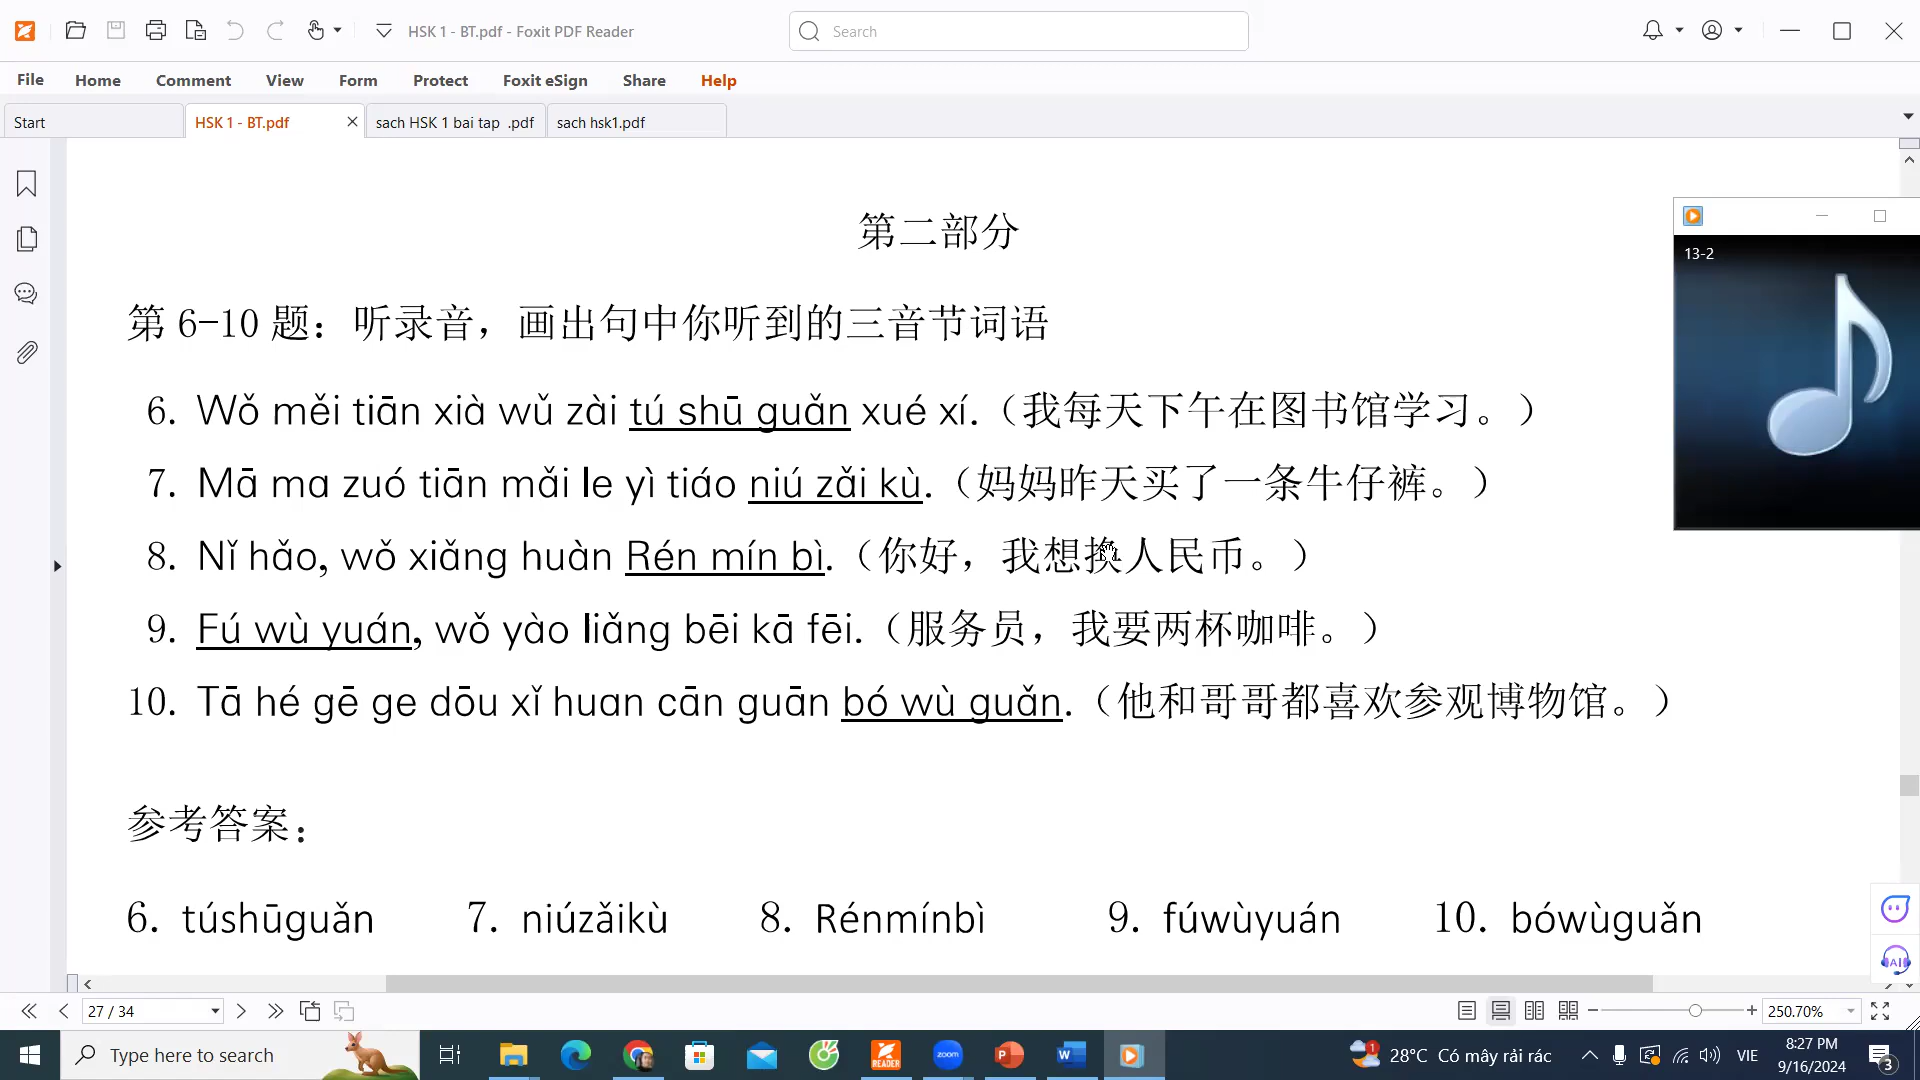 HSK 1 - BT.pdf - Foxit PDF Reader
Search
File Home Comment View Form Protect Foxit eSign Share Help
Start HSK 1 - BT.pdf sach HSK 1 bai tap .pdf sach hsk1.pdf
第二部分
13-2
第 6-10 题：听录音，画出句中你听到的三音节词语
6. Wǒ měi tiān xià wǔ zài tú shū guǎn xué xí.（我每天下午在图书馆学习。）
7. Mā ma zuó tiān mǎi le yì tiáo niú zǎi kù.（妈妈昨天买了一条牛仔裤。）
8. Nǐ hǎo, wǒ xiǎng huàn Rén mín bì.（你好，我想换人民币。）
9. Fú wù yuán, wǒ yào liǎng bēi kā fēi.（服务员，我要两杯咖啡。）
10. Tā hé gē ge dōu xǐ huan cān guān bó wù guǎn.（他和哥哥都喜欢参观博物馆。）
参考答案：
6. túshūguǎn 7. niúzǎikù 8. Rénmínbì 9. fúwùyuán 10. bówùguǎn
AI
27 / 34 250.70%
Type here to search READER zoom 1 28°C Có mây rải rác VIE 8:27 PM
9/16/2024 3